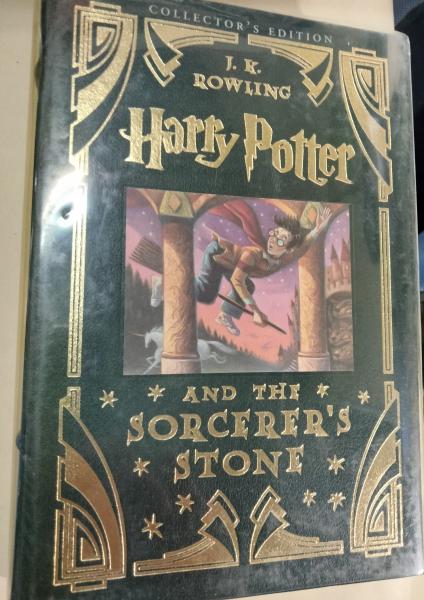 COLLECTOR'S EDITION
J. K.
ROWLING
Harry Potter
AND THE
SORCERER'S
STONE